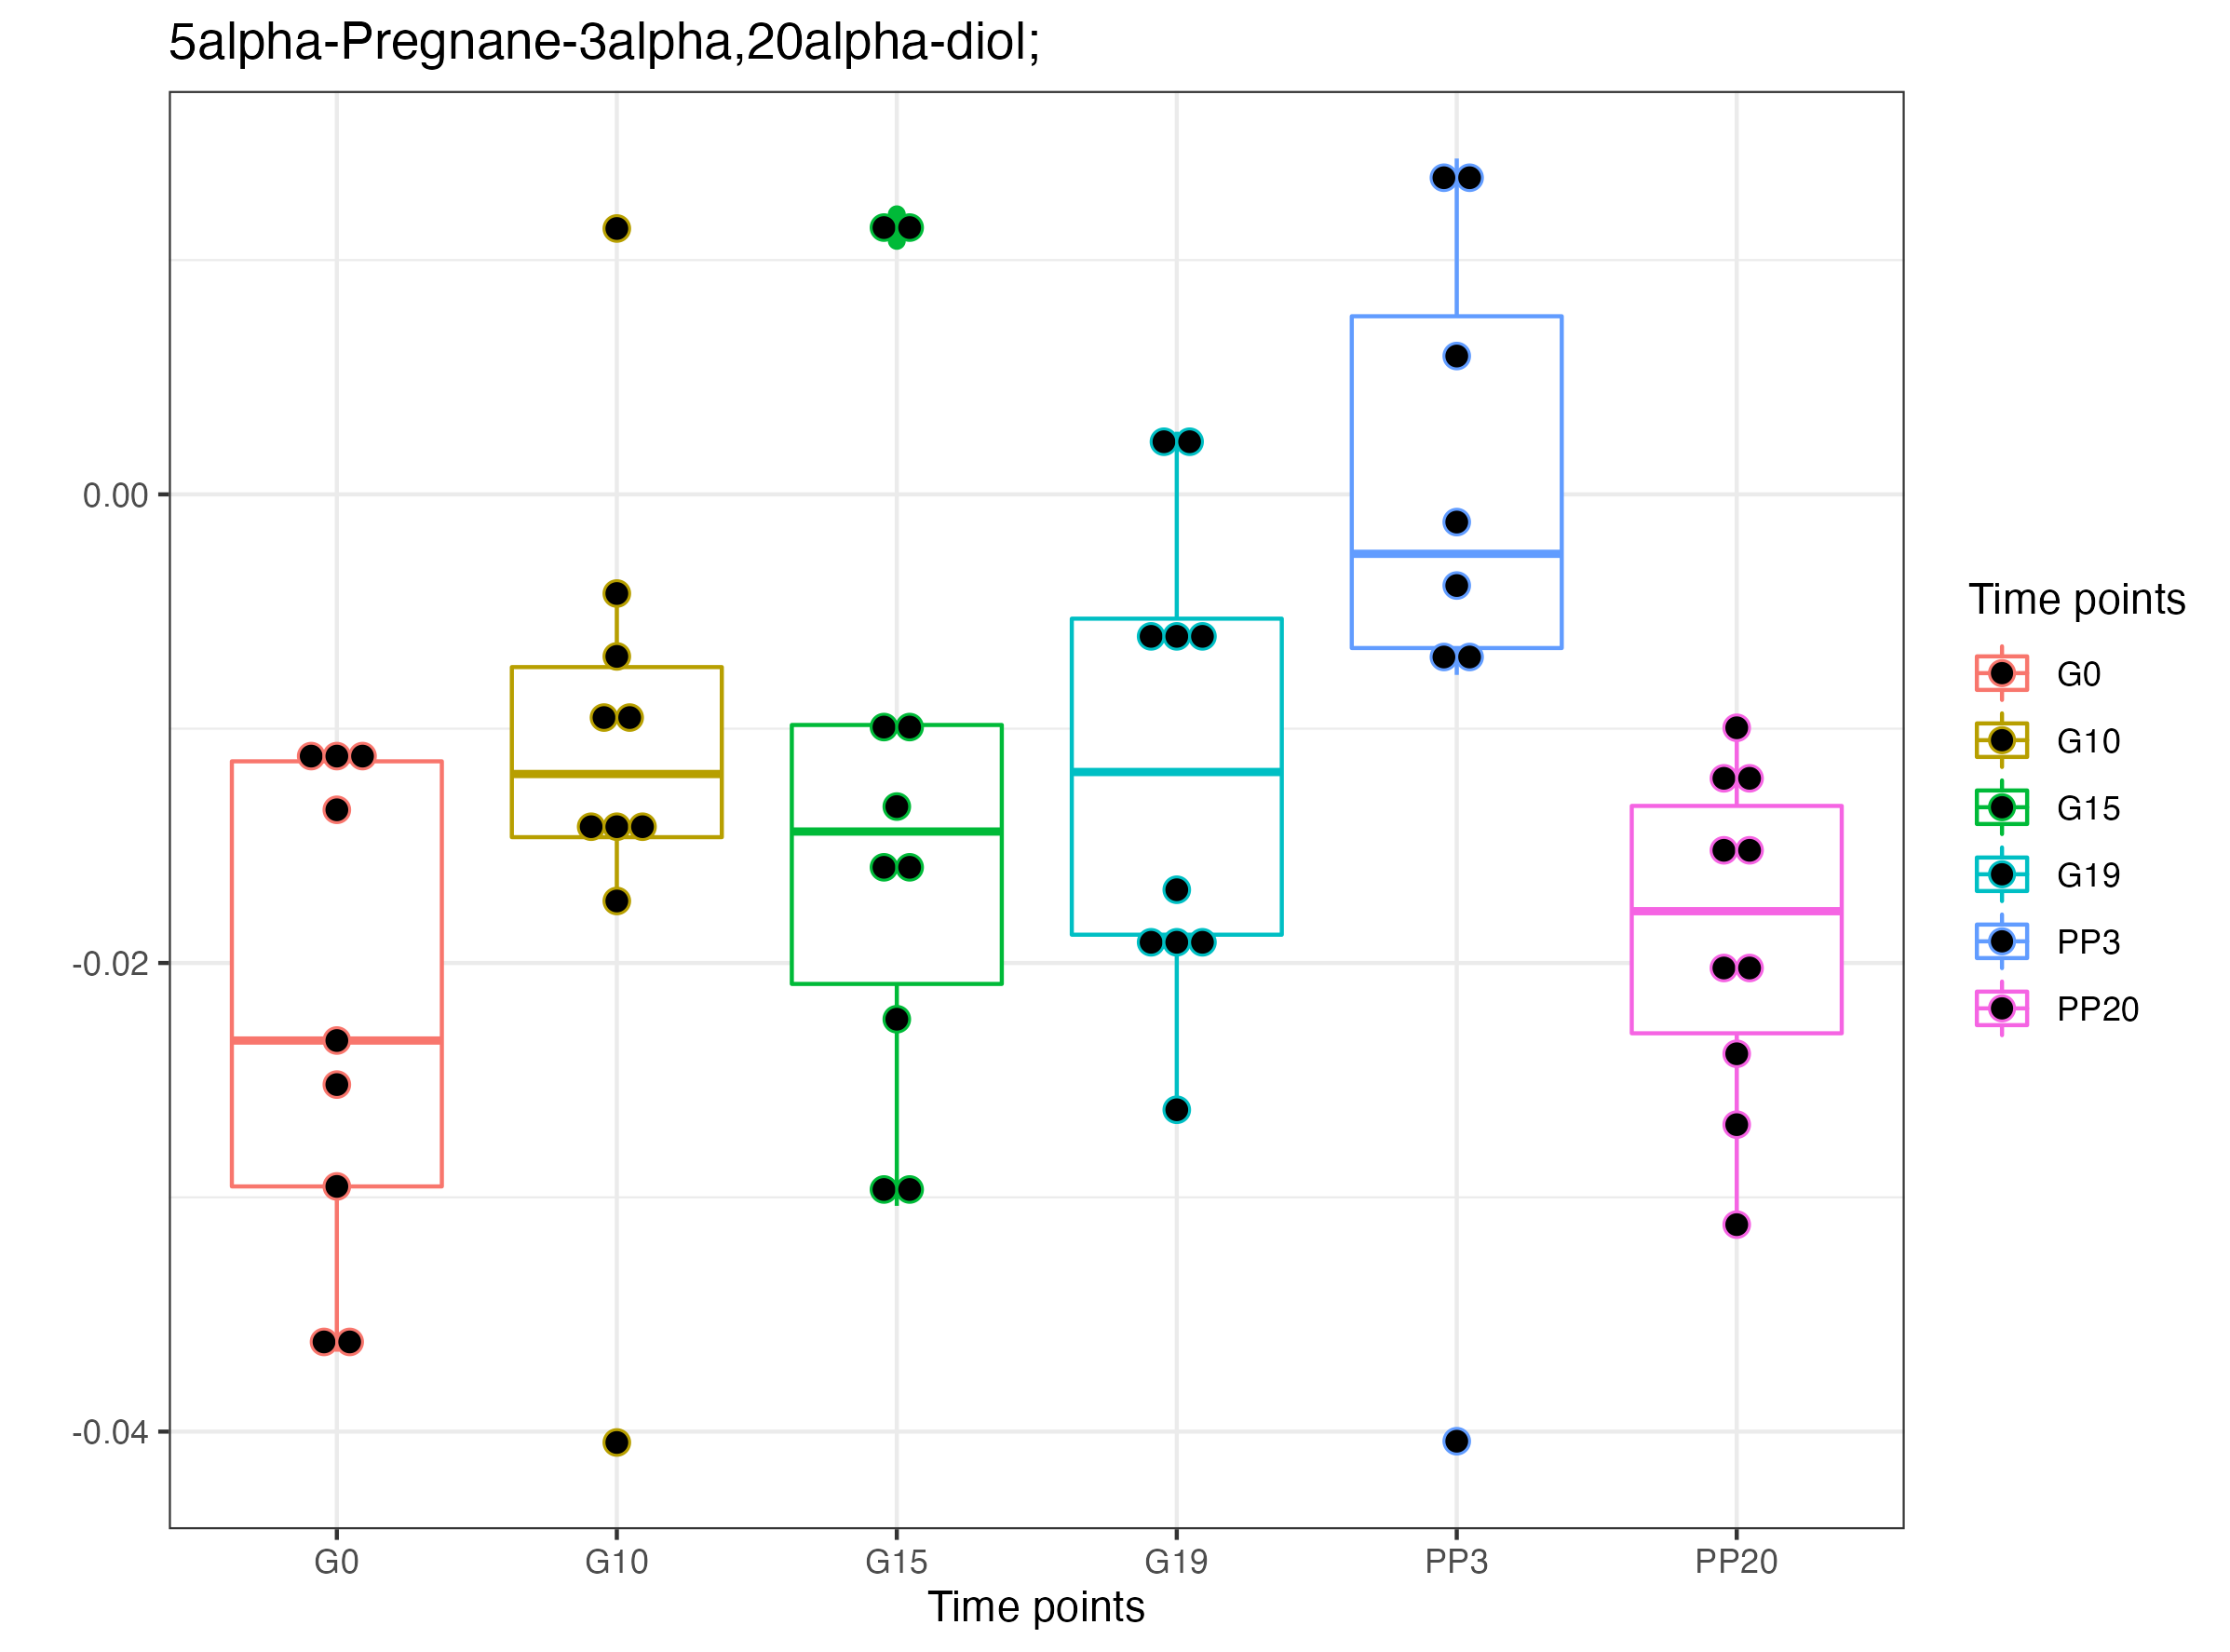 5alpha-Pregnane-3alpha,20alpha-diol;
0.00
-0.02
-0.04
G0 G10 G15 G19 PP3 PP20
Time points
Time points
G0
G10
G15
G19
PP3
PP20